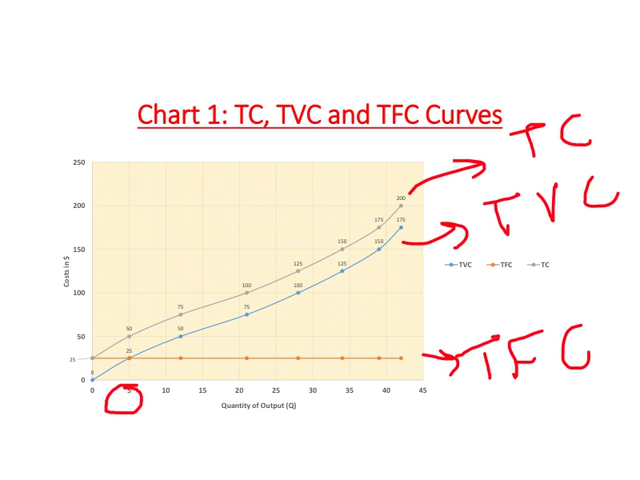 Chart 1: TC, TVC and TFC Curves
TC
TVC
TFC
250
200
150
100
50
0
Costs in $
25
0
25
50
75
100
125
150
175
50
75
100
125
150
175
200
TVC TFC TC
0 5 10 15 20 25 30 35 40 45
Quantity of Output (Q)